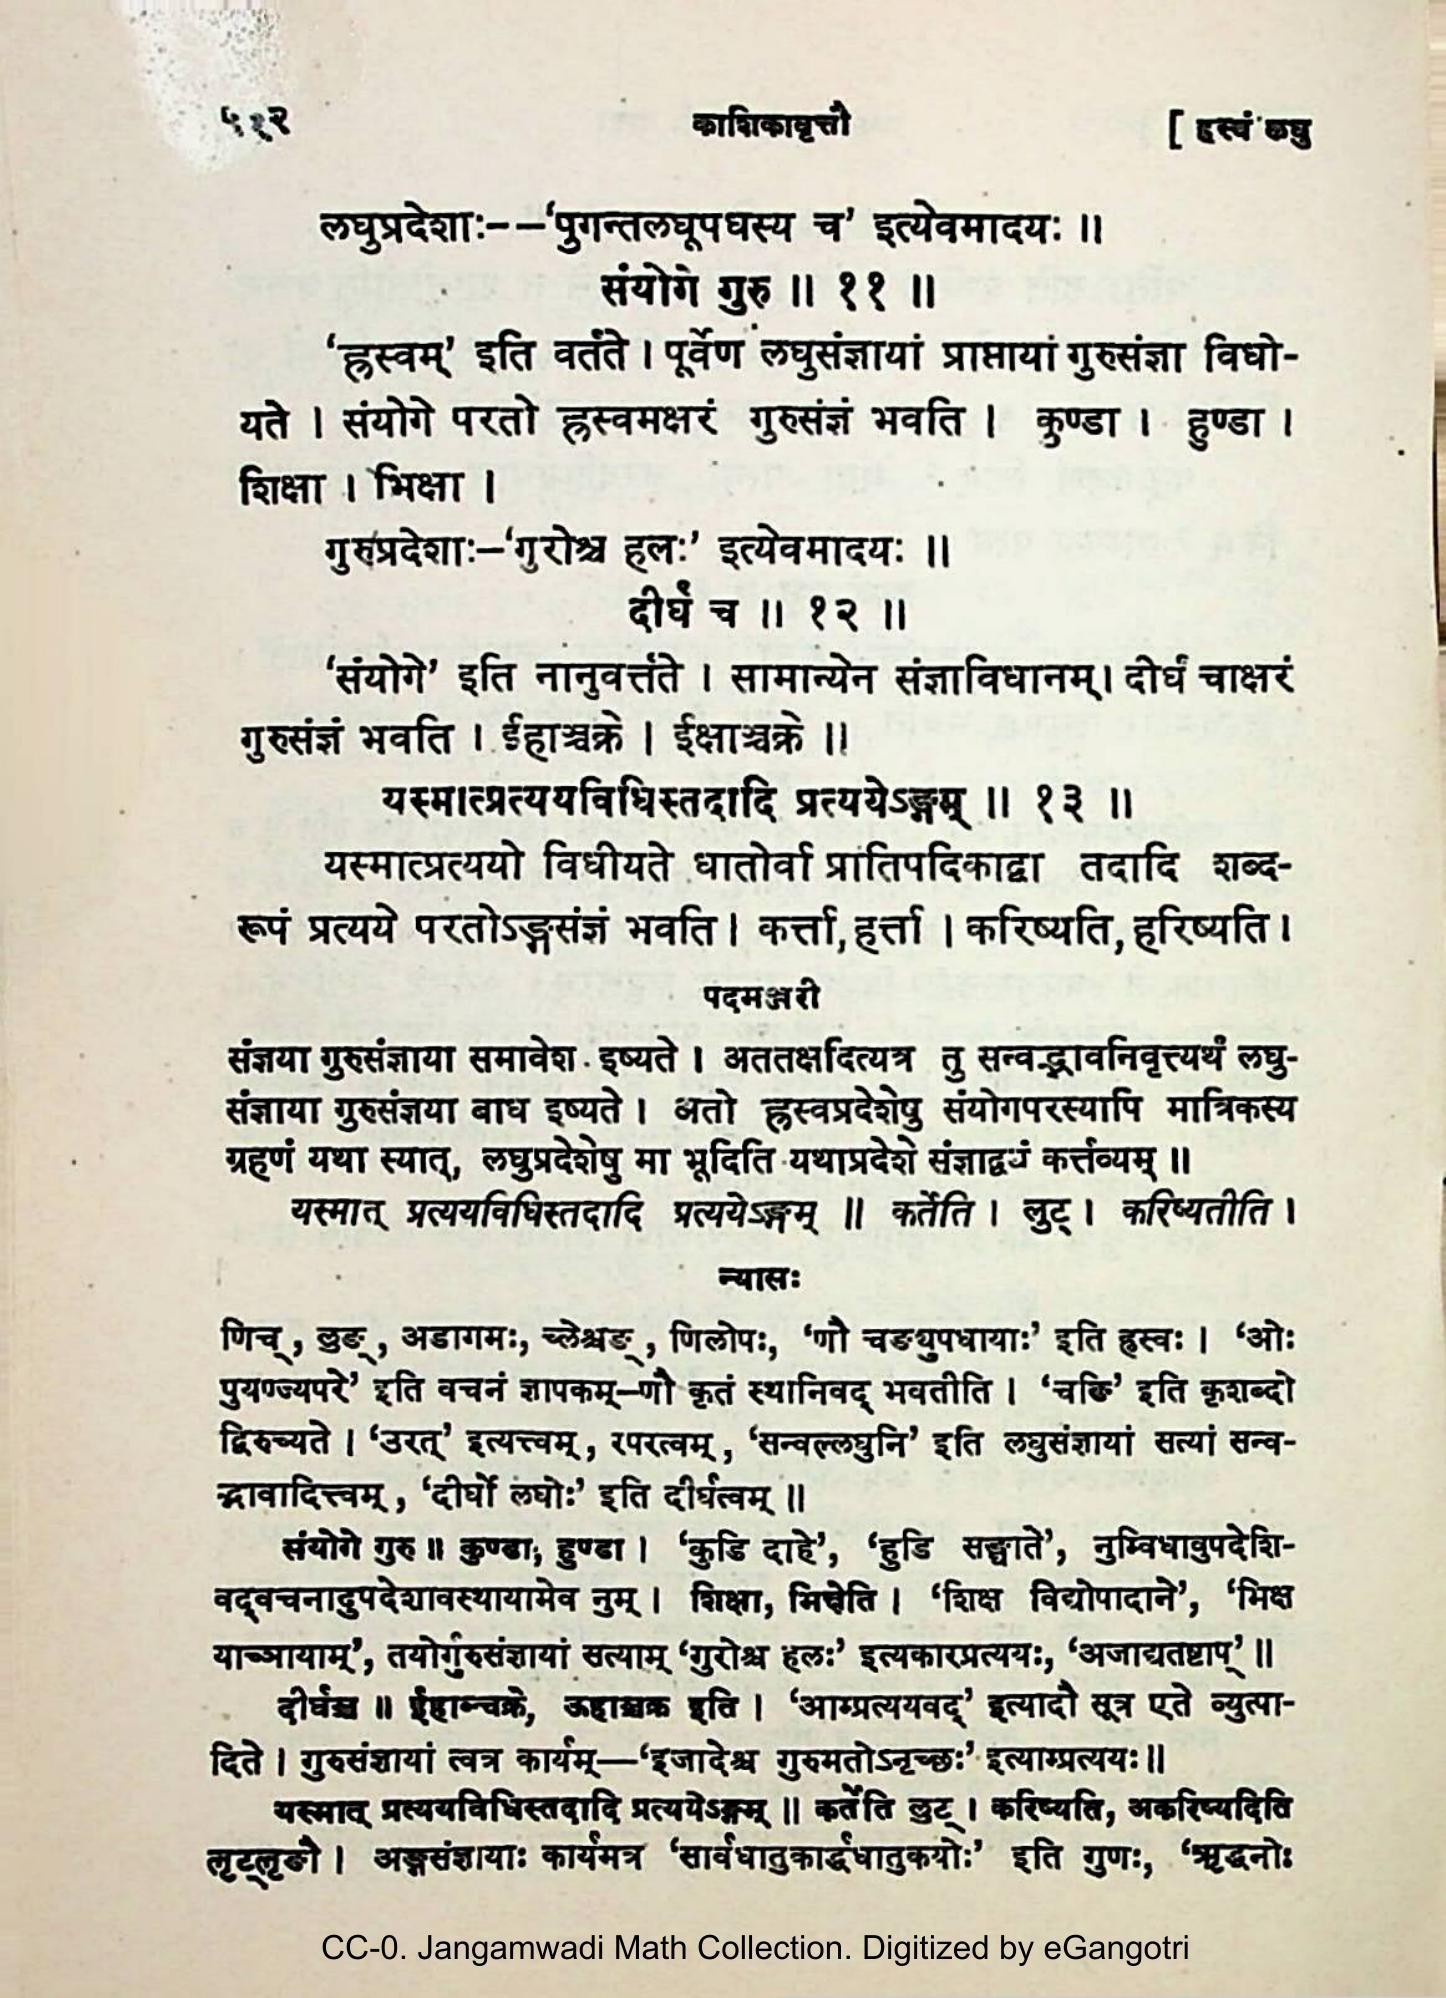 ५१२
काशिकावृत्तौ
[ ह्रस्वं लघु
लघुप्रदेशाः--'पुगन्तलघूपधस्य च' इत्येवमादयः ॥
संयोगे गुरु ॥ ११ ॥
'ह्रस्वम्' इति वर्तते । पूर्वेण लघुसंज्ञायां प्राप्तायां गुरुसंज्ञा विधी-
यते । संयोगे परतो ह्रस्वमक्षरं गुरुसंज्ञं भवति । कुण्डा । हुण्डा ।
शिक्षा । भिक्षा ।
गुरुप्रदेशाः–'गुरोश्च हलः' इत्येवमादयः ॥
दीर्घं च ॥ १२ ॥
'संयोगे' इति नानुवर्त्तते । सामान्येन संज्ञाविधानम्। दीर्घं चाक्षरं
गुरुसंज्ञं भवति । ईहाञ्चक्रे । ईक्षाञ्चक्रे ॥
यस्मात्प्रत्ययविधिस्तदादि प्रत्ययेऽङ्गम् ॥ १३ ॥
यस्मात्प्रत्ययो विधीयते धातोर्वा प्रातिपदिकाद्वा तदादि शब्द-
रूपं प्रत्यये परतोऽङ्गसंज्ञं भवति । कर्त्ता, हर्त्ता । करिष्यति, हरिष्यति ।
पदमञ्जरी
संज्ञया गुरुसंज्ञाया समावेश इष्यते । अततक्षदित्यत्र तु सन्वद्भावनिवृत्त्यर्थं लघु-
संज्ञाया गुरुसंज्ञया बाध इष्यते । अतो ह्रस्वप्रदेशेषु संयोगपरस्यापि मात्रिकस्य
ग्रहणं यथा स्यात्, लघुप्रदेशेषु मा भूदिति यथाप्रदेशे संज्ञाद्वयं कर्त्तव्यम् ॥
यस्मात् प्रत्ययविधिस्तदादि प्रत्ययेऽङ्गम् ॥ कर्तेति । लुट् । करिष्यतीति ।
न्यासः
णिच्, लुङ्, अडागमः, च्लेश्चङ्, णिलोपः, 'णौ चङ्युपधायाः' इति ह्रस्वः । 'ओः
पुयण्ज्यपरे' इति वचनं ज्ञापकम्–णौ कृतं स्थानिवद् भवतीति । 'चङि' इति कृशब्दो
द्विरुच्यते । 'उरत्' इत्यत्त्वम्, रपरत्वम्, 'सन्वल्लघुनि' इति लघुसंज्ञायां सत्यां सन्व-
द्भावादित्त्वम्, 'दीर्घो लघोः' इति दीर्घत्वम् ॥
संयोगे गुरु ॥ कुण्डा, हुण्डा । 'कुडि दाहे', 'हुडि सङ्घाते', नुम्विधावुपदेशि-
वद्वचनादुपदेशावस्थायामेव नुम् । शिक्षा, भिक्षेति । 'शिक्ष विद्योपादाने', 'भिक्ष
याच्ञायाम्', तयोर्गुरुसंज्ञायां सत्याम् 'गुरोश्च हलः' इत्यकारप्रत्ययः, 'अजाद्यतष्टाप्' ॥
दीर्घञ्च ॥ ईहाञ्चक्रे, ऊहाञ्चक्र इति । 'आम्प्रत्ययवद्' इत्यादौ सूत्र एते व्युत्पा-
दिते । गुरुसंज्ञायां त्वत्र कार्यम्—'इजादेश्च गुरुमतोऽनृच्छः' इत्याम्प्रत्ययः ॥
यस्मात् प्रत्ययविधिस्तदादि प्रत्ययेऽङ्गम् ॥ कर्तेति लुट् । करिष्यति, अकरिष्यदिति
लृट्लृङौ । अङ्गसंज्ञायाः कार्यमत्र 'सार्वधातुकार्द्धधातुकयोः' इति गुणः, 'ऋद्धनोः
CC-0. Jangamwadi Math Collection. Digitized by eGangotri